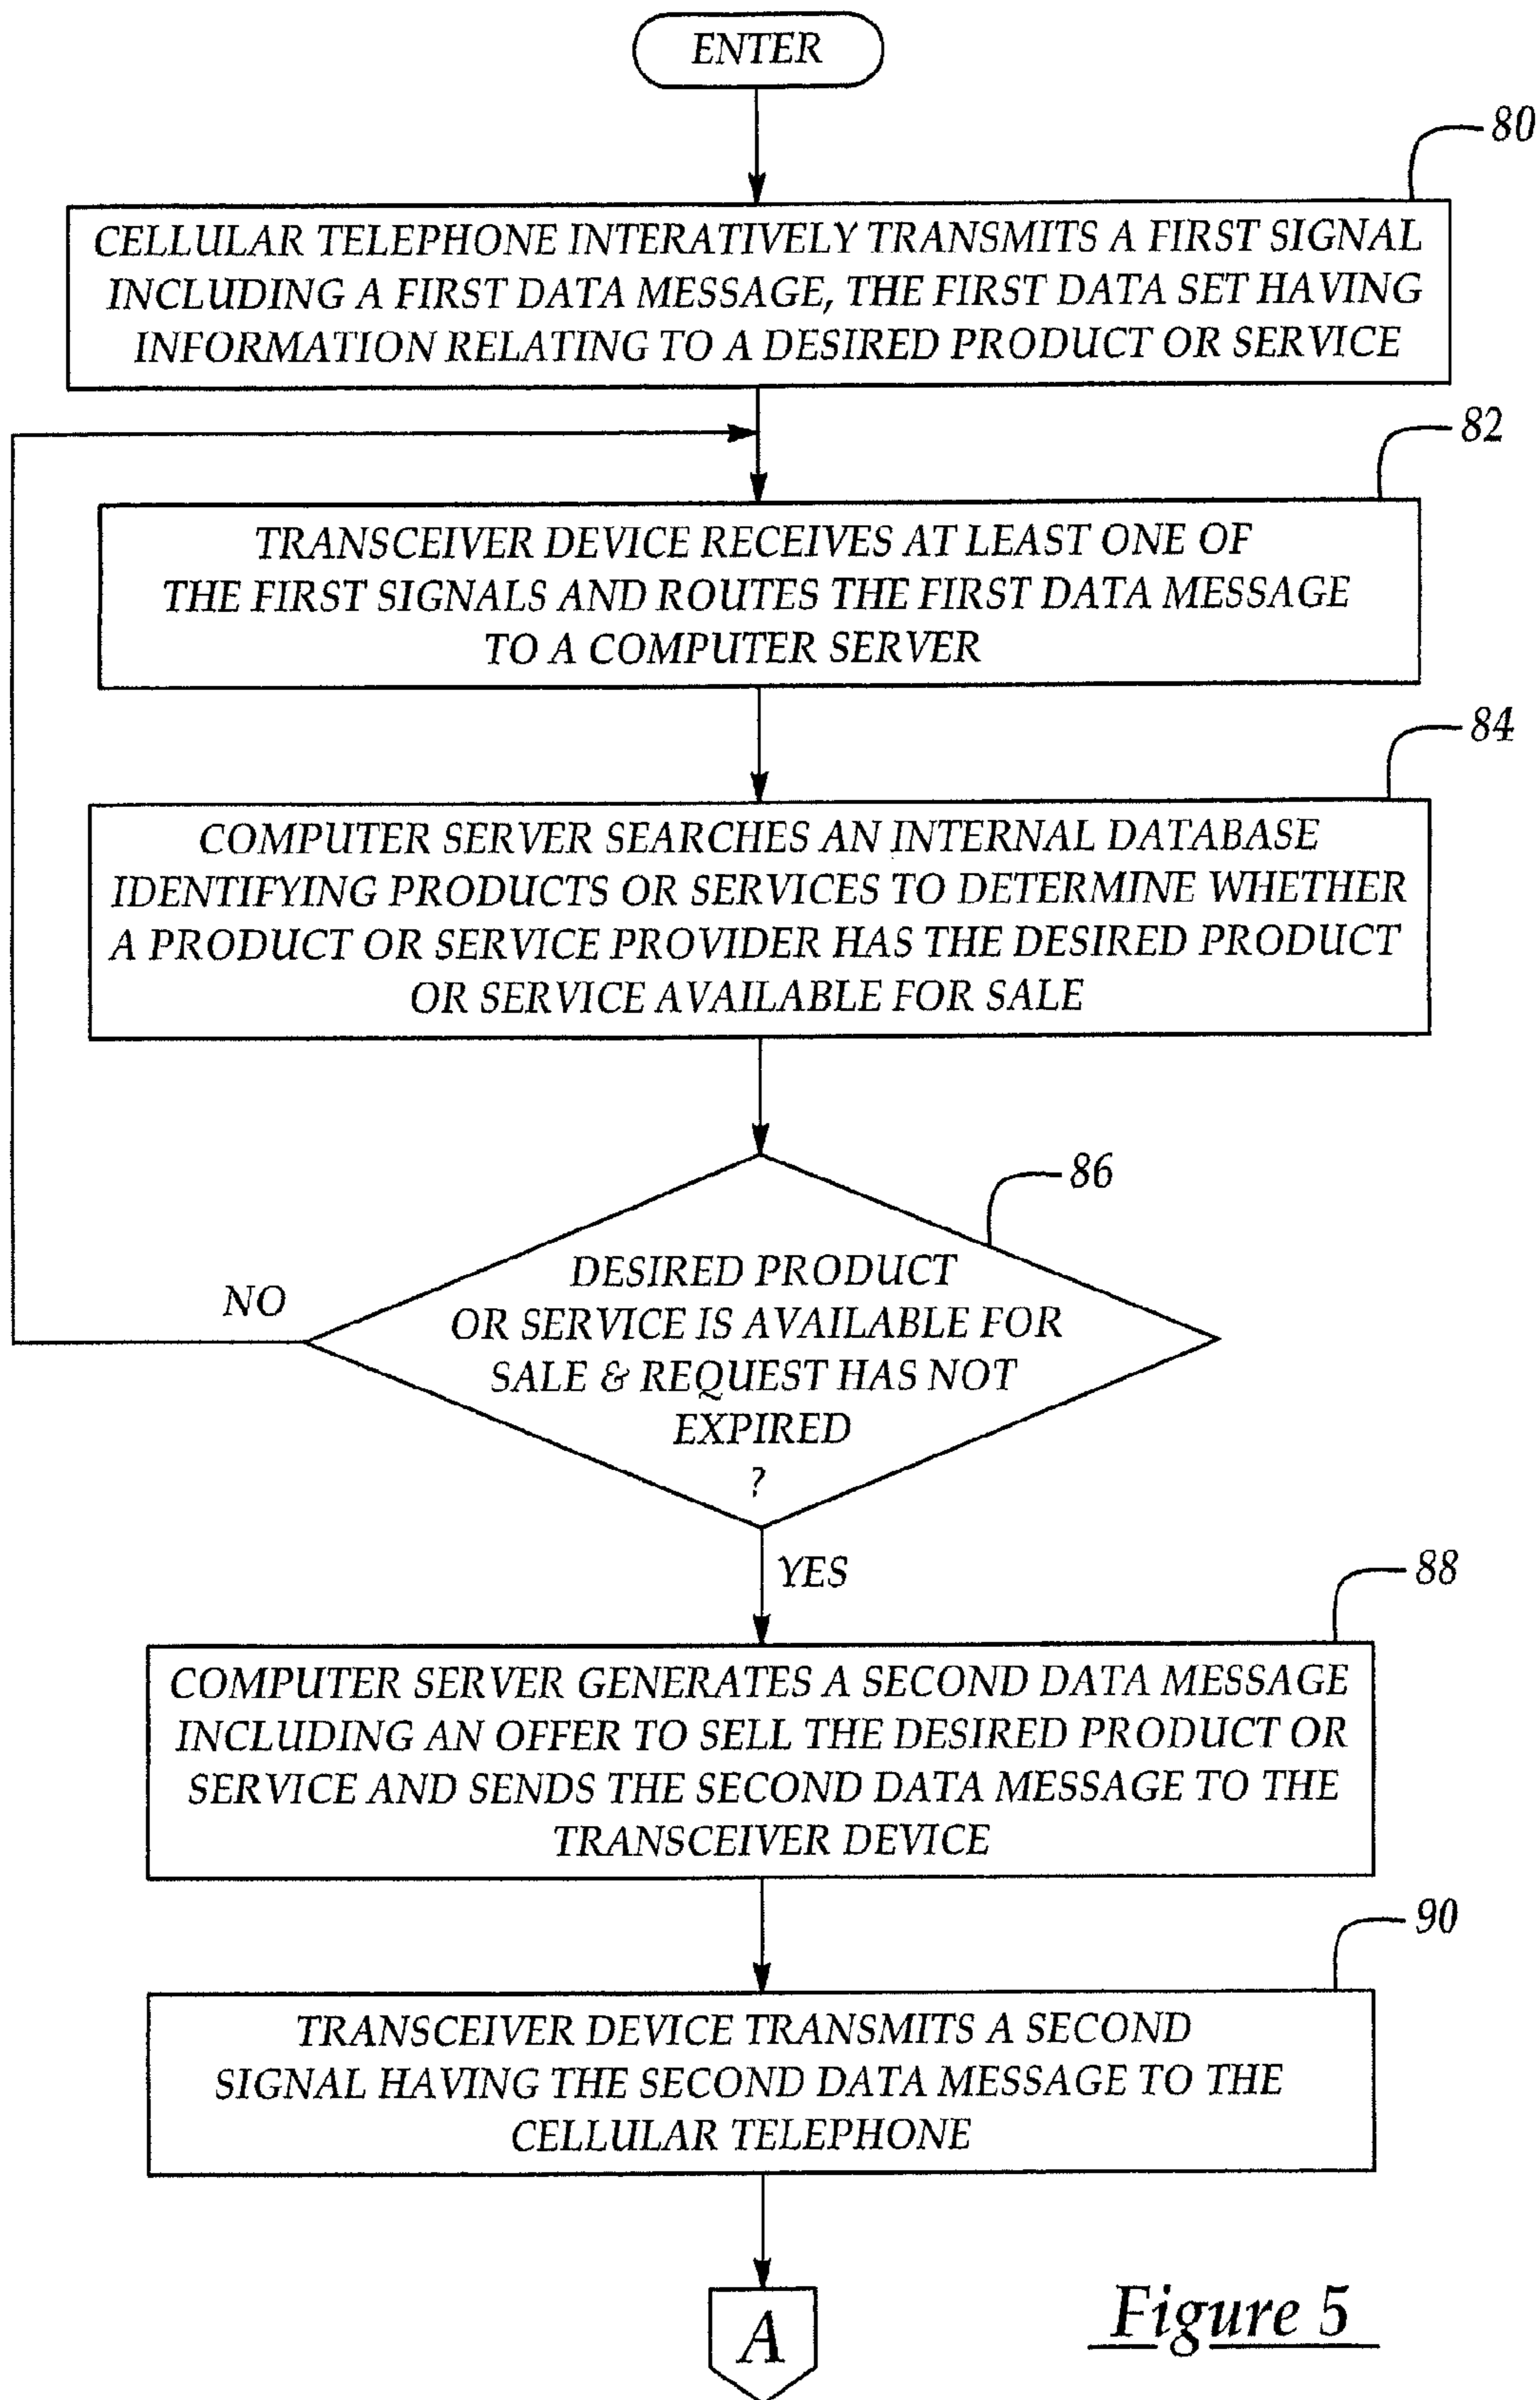 ENTER
80
CELLULAR TELEPHONE INTERATIVELY TRANSMITS A FIRST SIGNAL
INCLUDING A FIRST DATA MESSAGE, THE FIRST DATA SET HAVING
INFORMATION RELATING TO A DESIRED PRODUCT OR SERVICE
82
TRANSCEIVER DEVICE RECEIVES AT LEAST ONE OF
THE FIRST SIGNALS AND ROUTES THE FIRST DATA MESSAGE
TO A COMPUTER SERVER
84
COMPUTER SERVER SEARCHES AN INTERNAL DATABASE
IDENTIFYING PRODUCTS OR SERVICES TO DETERMINE WHETHER
A PRODUCT OR SERVICE PROVIDER HAS THE DESIRED PRODUCT
OR SERVICE AVAILABLE FOR SALE
86
DESIRED PRODUCT
OR SERVICE IS AVAILABLE FOR
SALE & REQUEST HAS NOT
EXPIRED
?
NO
YES
88
COMPUTER SERVER GENERATES A SECOND DATA MESSAGE
INCLUDING AN OFFER TO SELL THE DESIRED PRODUCT OR
SERVICE AND SENDS THE SECOND DATA MESSAGE TO THE
TRANSCEIVER DEVICE
90
TRANSCEIVER DEVICE TRANSMITS A SECOND
SIGNAL HAVING THE SECOND DATA MESSAGE TO THE
CELLULAR TELEPHONE
A
Figure 5